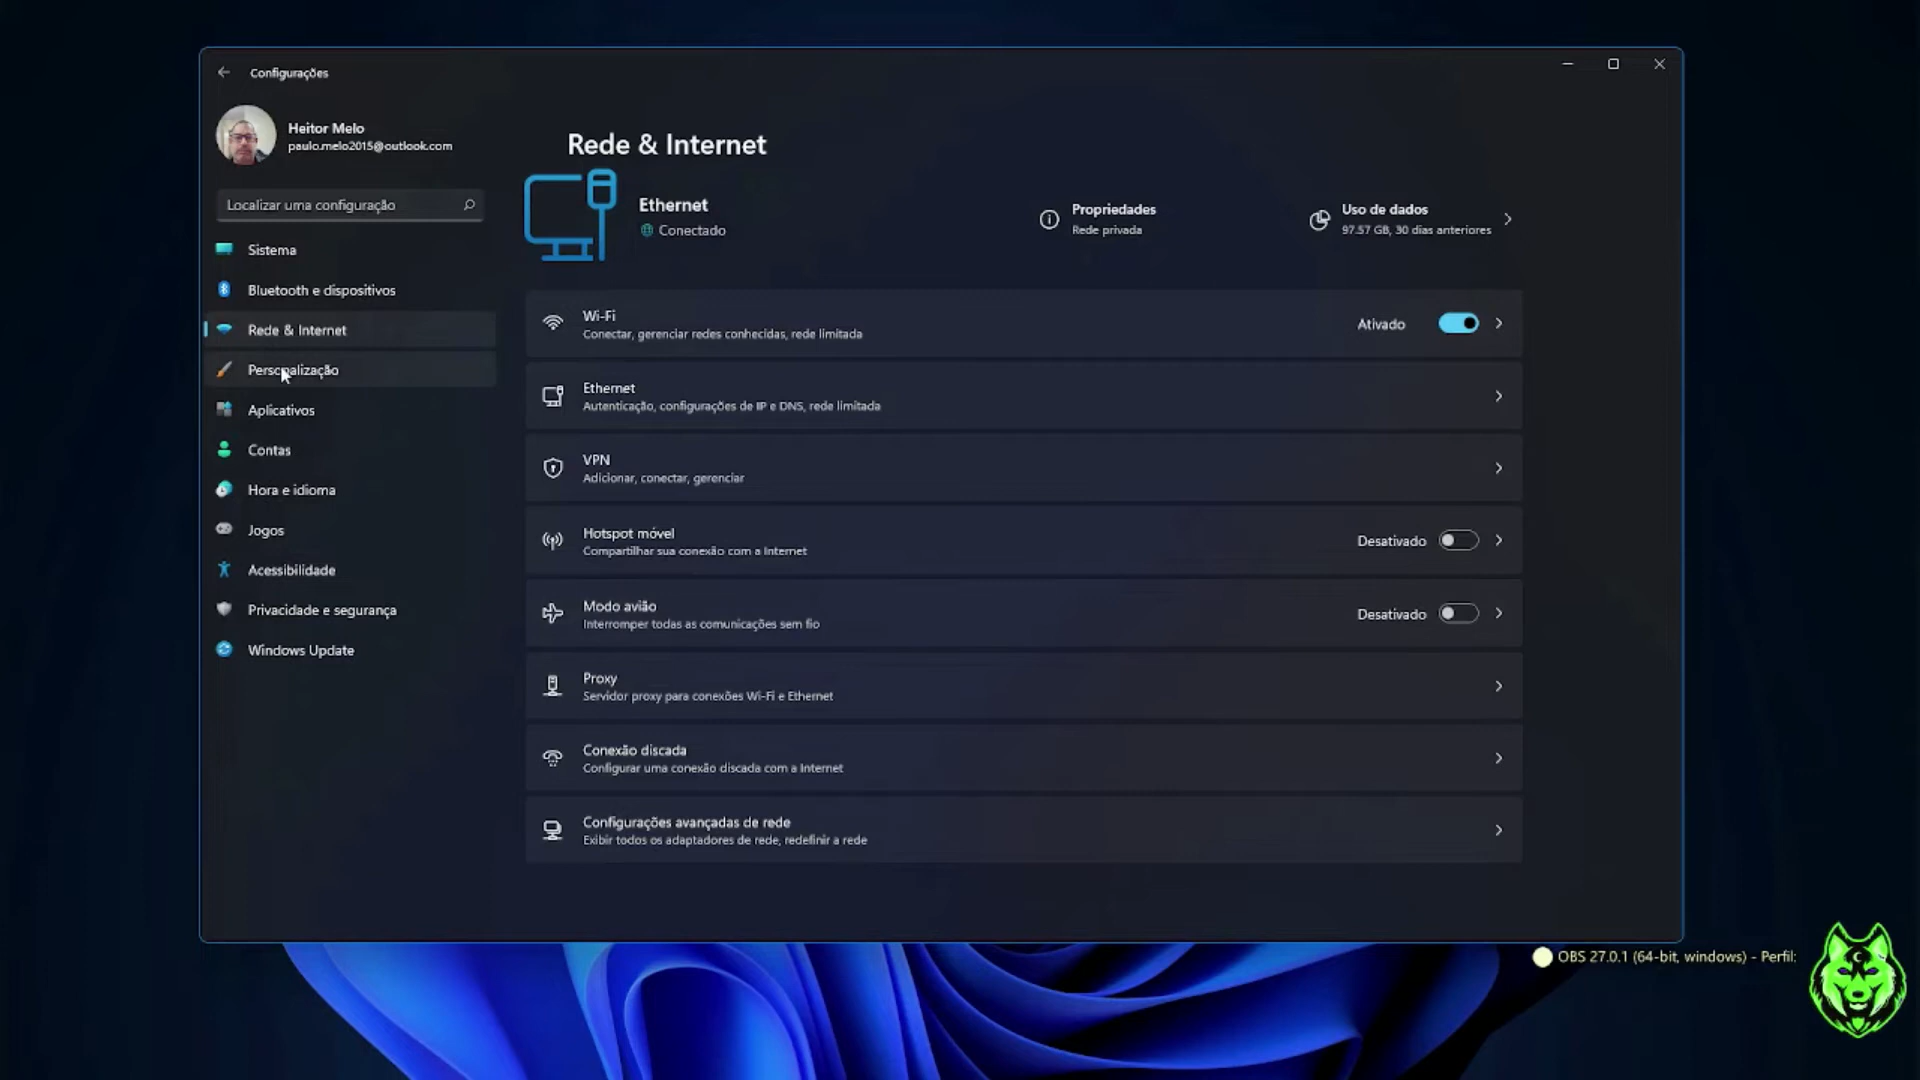 Configurações
Heitor Melo
paulo.melo2015@outlook.com
Localizar uma configuração
Sistema
Bluetooth e dispositivos
Rede & Internet
Personalização
Aplicativos
Contas
Hora e idioma
Jogos
Acessibilidade
Privacidade e segurança
Windows Update
Rede & Internet
Ethernet
Conectado
Propriedades
Rede privada
Uso de dados
97.57 GB, 30 dias anteriores
Wi-Fi
Conectar, gerenciar redes conhecidas, rede limitada
Ativado
Ethernet
Autenticação, configurações de IP e DNS, rede limitada
VPN
Adicionar, conectar, gerenciar
Hotspot móvel
Compartilhar sua conexão com a Internet
Desativado
Modo avião
Interromper todas as comunicações sem fio
Desativado
Proxy
Servidor proxy para conexões Wi-Fi e Ethernet
Conexão discada
Configurar uma conexão discada com a Internet
Configurações avançadas de rede
Exibir todos os adaptadores de rede, redefinir a rede
OBS 27.0.1 (64-bit, windows) - Perfil: